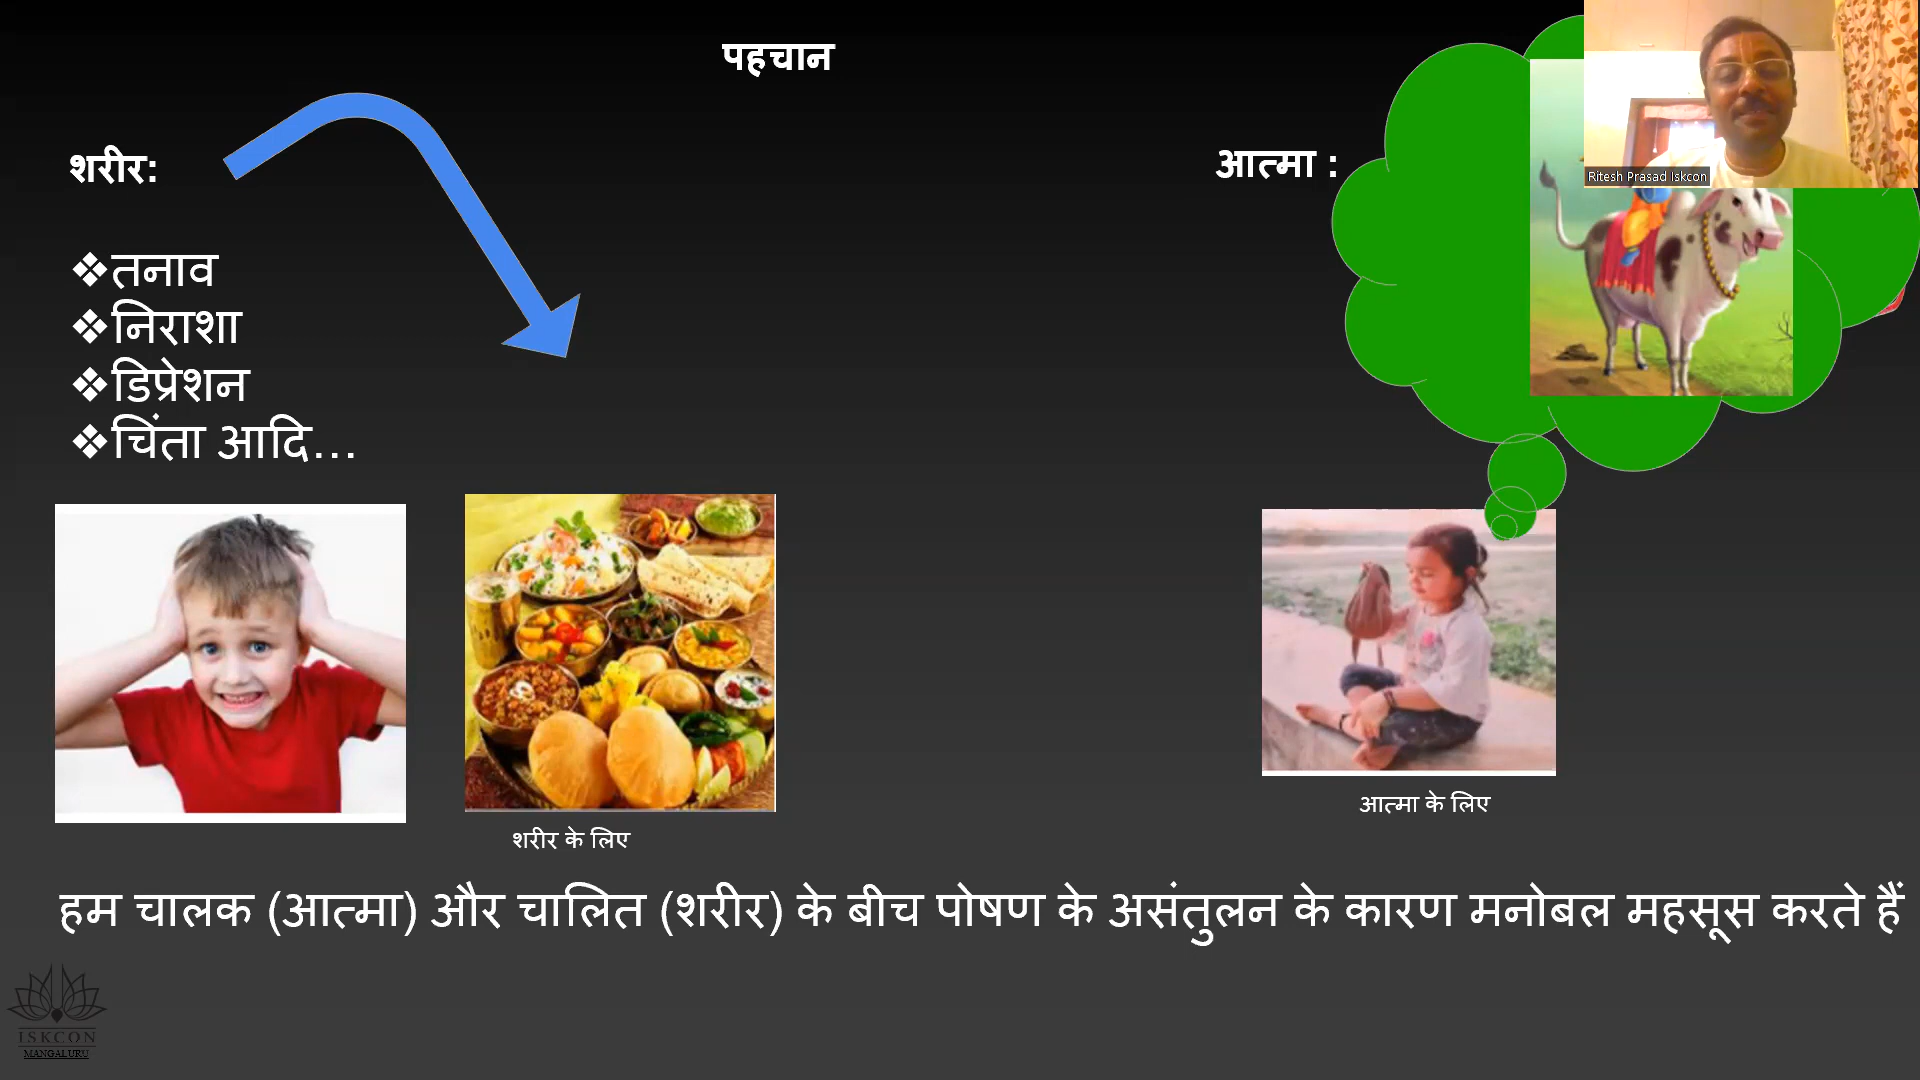 पहचान
शरीर:
आत्मा :
Ritesh Prasad Iskcon
❖तनाव
❖निराशा
❖डिप्रेशन
❖चिंता आदि...
शरीर के लिए
आत्मा के लिए
हम चालक (आत्मा) और चालित (शरीर) के बीच पोषण के असंतुलन के कारण मनोबल महसूस करते हैं
ISKCON
MANGALURU